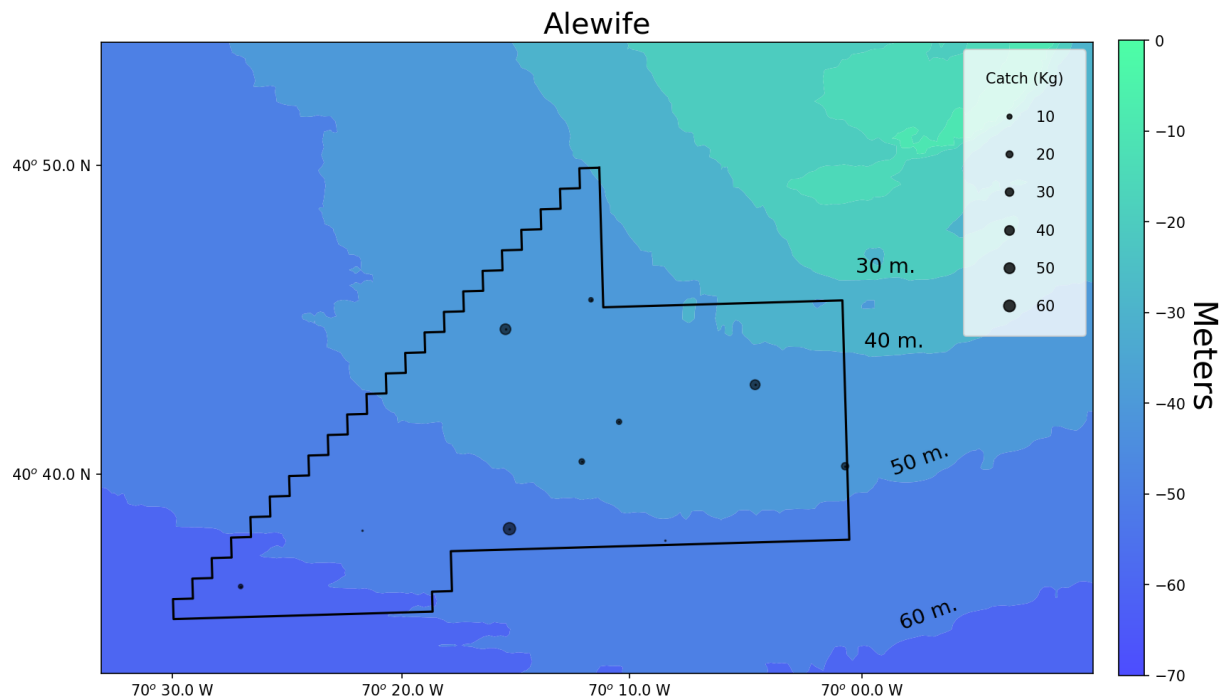 Alewife
Catch (Kg)
10
20
30
40
50
60
30 m.
40 m.
50 m.
60 m.
40° 50.0 N
40° 40.0 N
70° 30.0 W
70° 20.0 W
70° 10.0 W
70° 00.0 W
0
−10
−20
−30
−40
−50
−60
−70
Meters